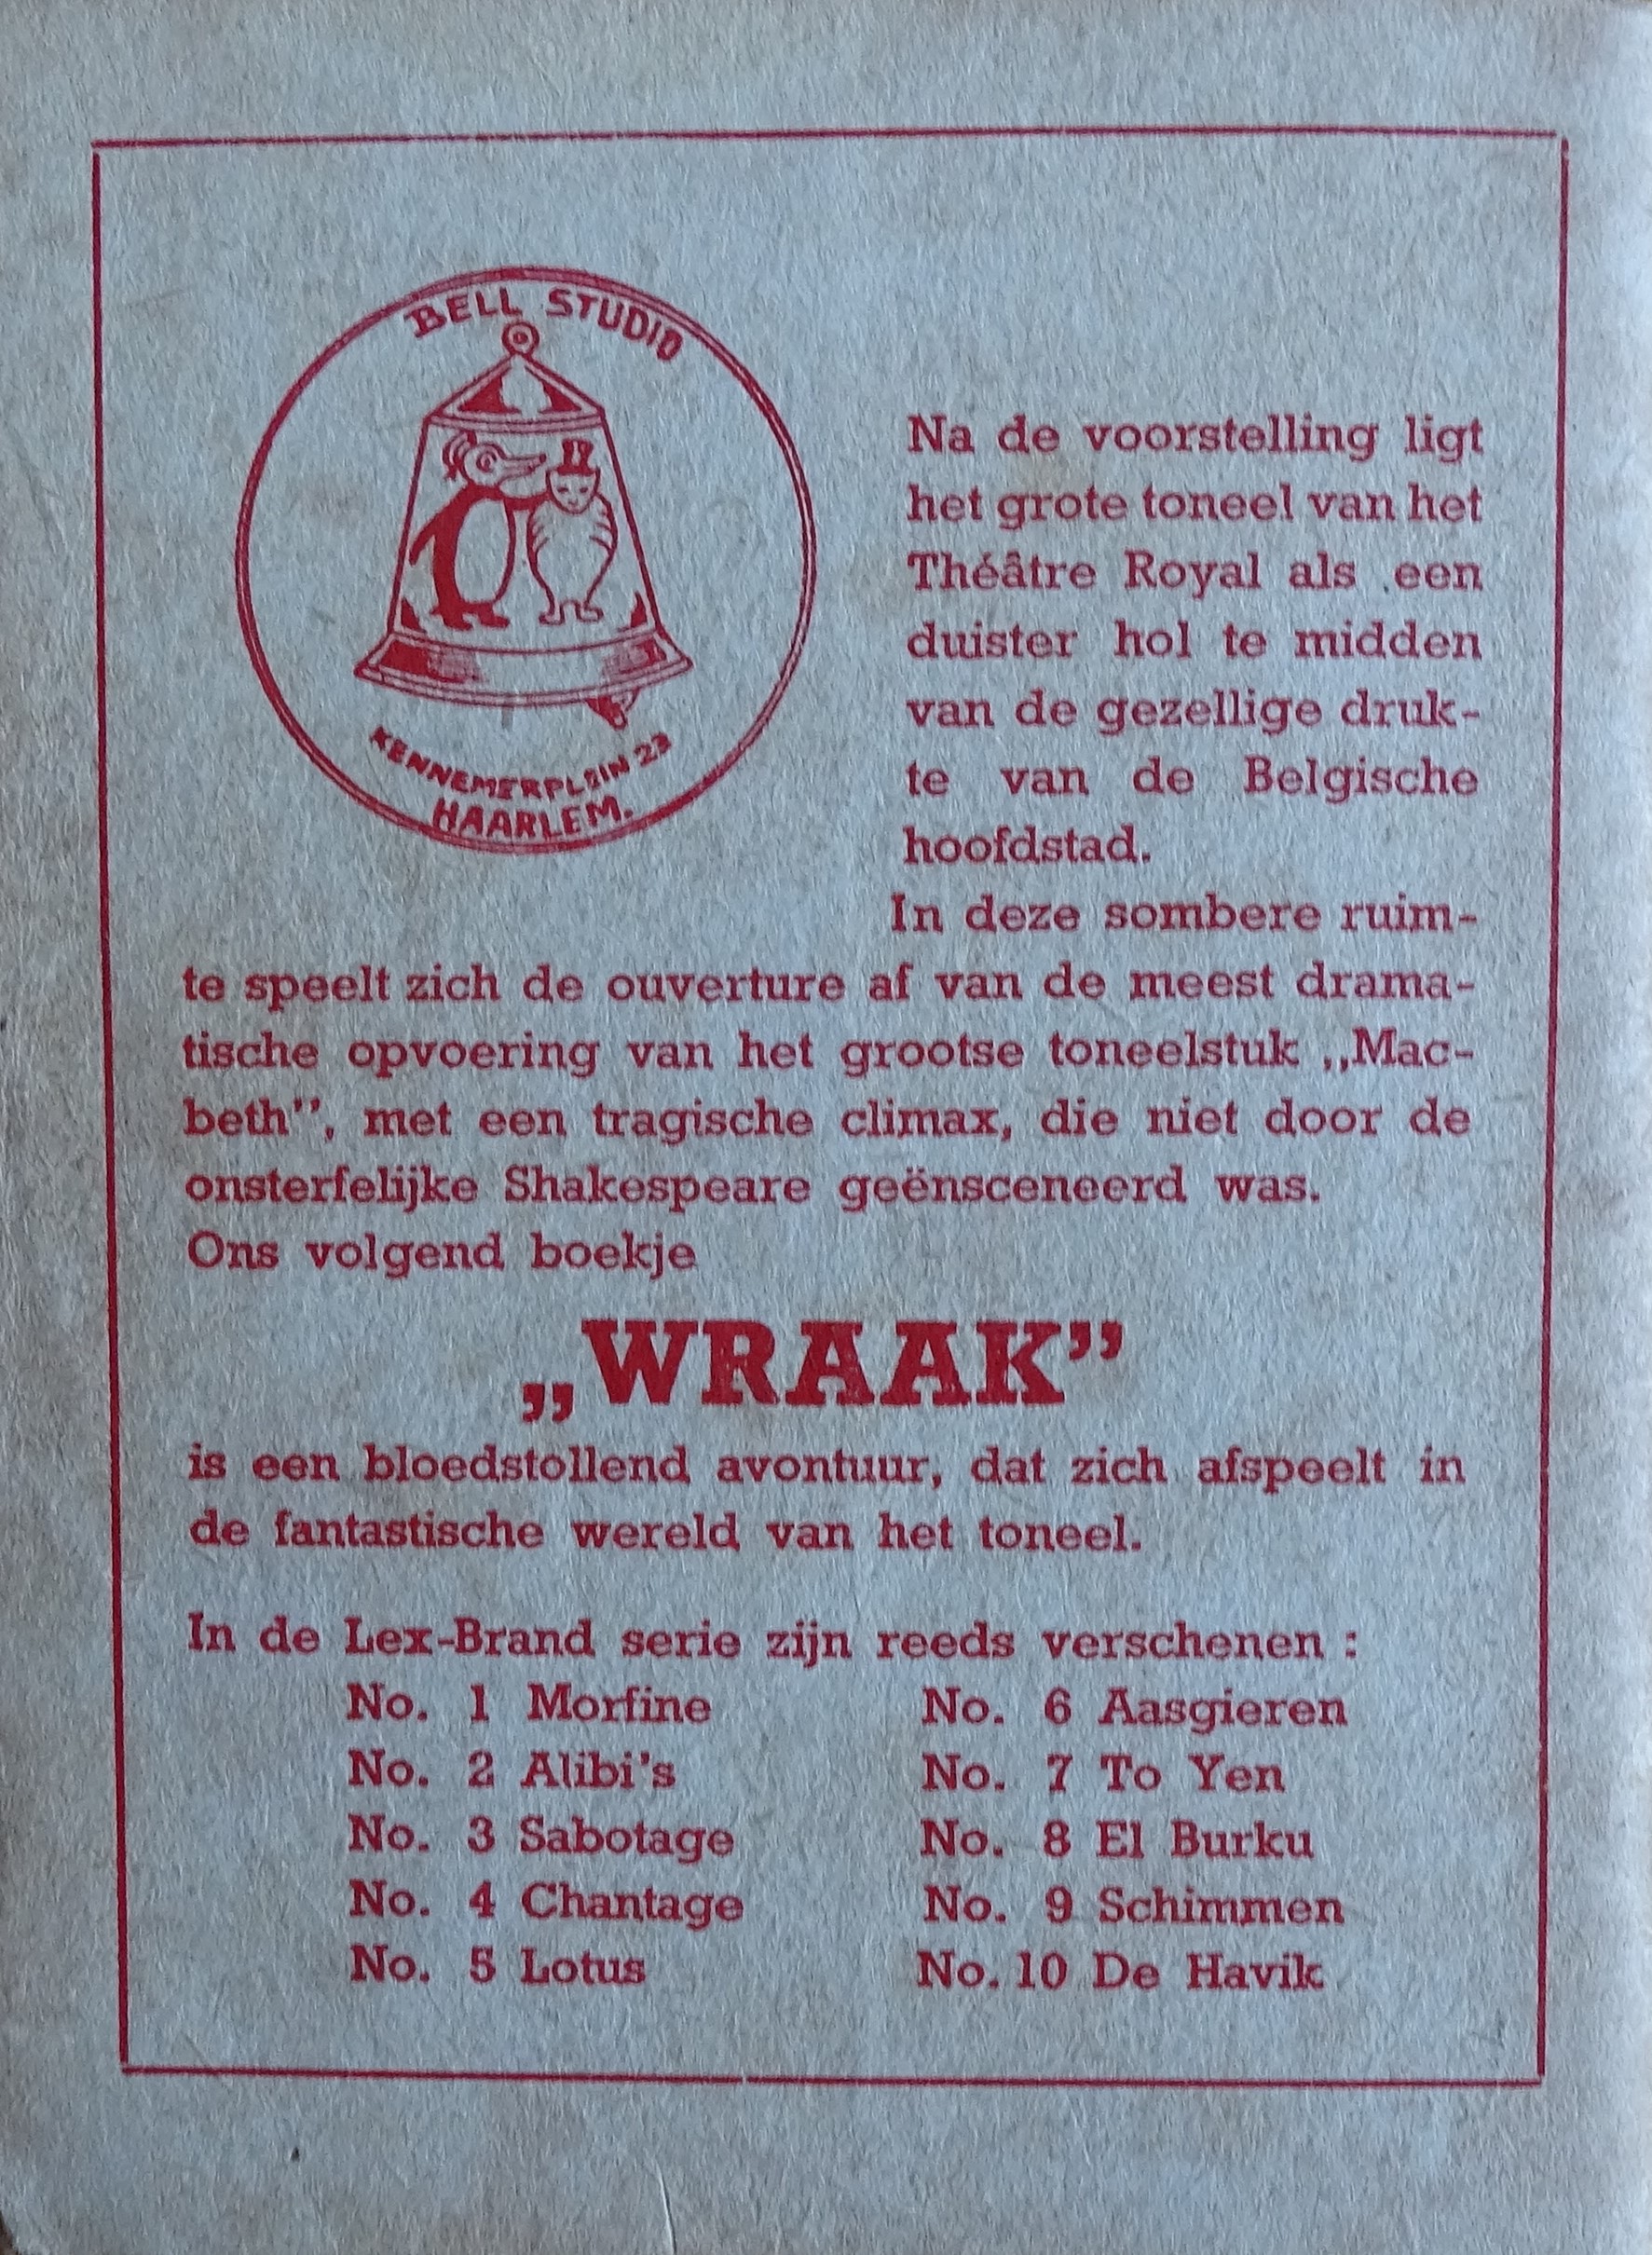 BELL STUDIO
KENNEMERPLEIN 23
HAARLEM.
Na de voorstelling ligt
het grote toneel van het
Théâtre Royal als een
duister hol te midden
van de gezellige druk-
te van de Belgische
hoofdstad.
In deze sombere ruim-
te speelt zich de ouverture af van de meest drama-
tische opvoering van het grootse toneelstuk „Mac-
beth”, met een tragische climax, die niet door de
onsterfelijke Shakespeare geënsceneerd was.
Ons volgend boekje
„WRAAK”
is een bloedstollend avontuur, dat zich afspeelt in
de fantastische wereld van het toneel.
In de Lex-Brand serie zijn reeds verschenen :
No. 1 Morfine
No. 2 Alibi's
No. 3 Sabotage
No. 4 Chantage
No. 5 Lotus
No. 6 Aasgieren
No. 7 To Yen
No. 8 El Burku
No. 9 Schimmen
No. 10 De Havik